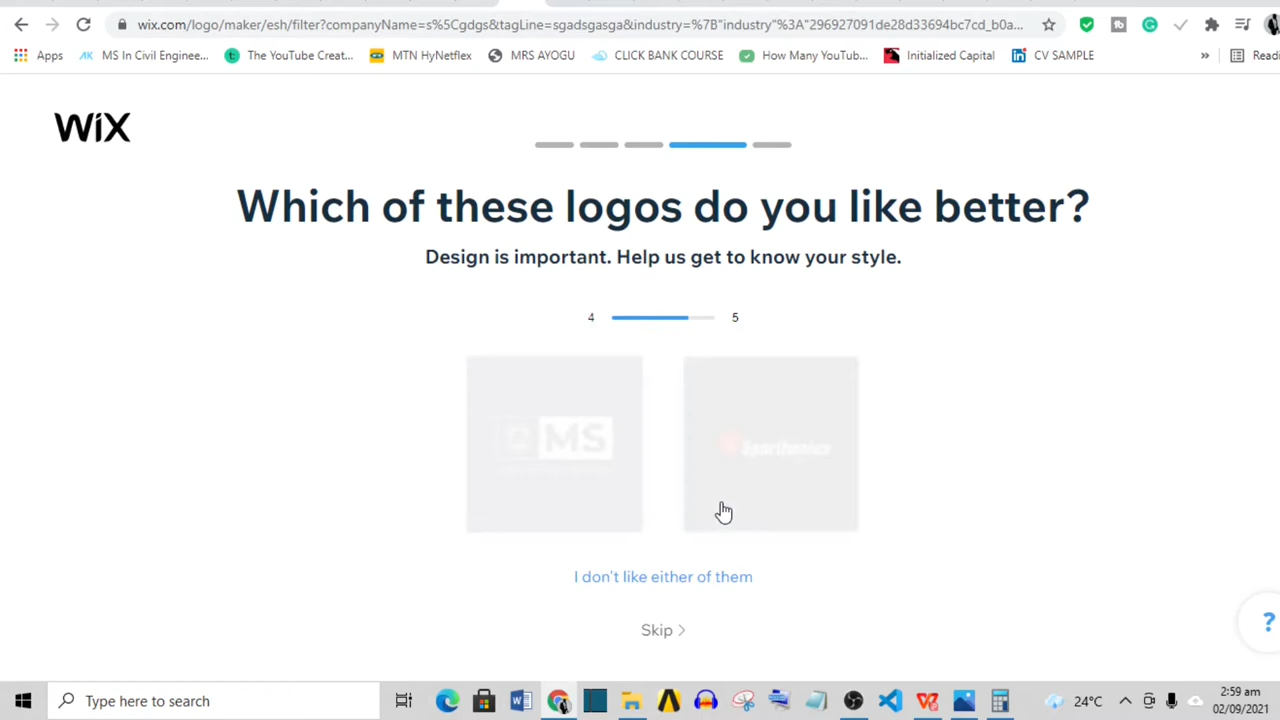 wix.com/logo/maker/esh/filter?companyName=s%5Cgdgs&tagLine=sgadsgasga&industry=%7B"industry"%3A"296927091de28d33694bc7cd_b0a...
Apps
MS In Civil Enginee...
The YouTube Creat...
MTN HyNetflex
MRS AYOGU
CLICK BANK COURSE
How Many YouTub...
Initialized Capital
CV SAMPLE
»
Readi
WiX
Which of these logos do you like better?
Design is important. Help us get to know your style.
4
5
MS
I don't like either of them
Skip >
?
Type here to search
24°C
2:59 am
02/09/2021